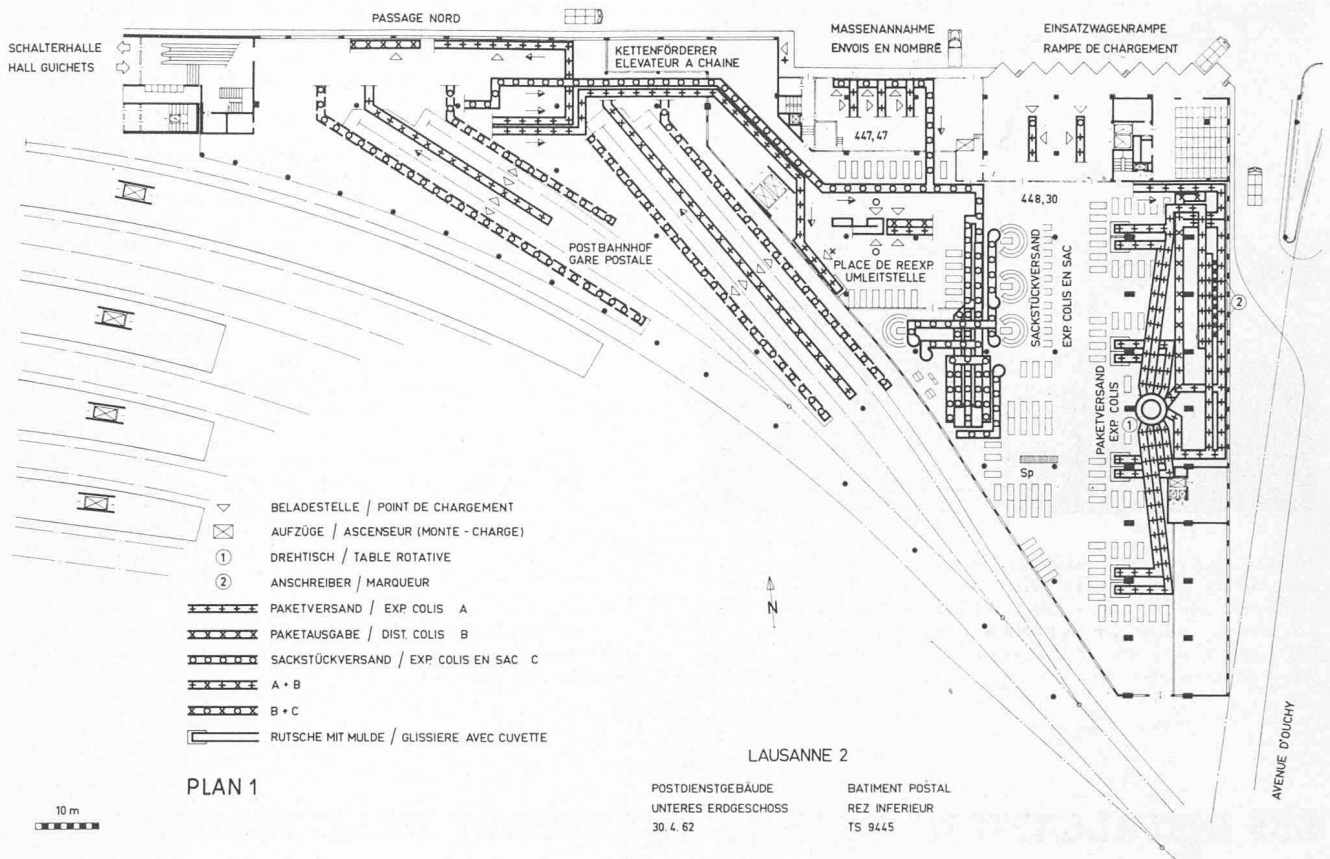 PASSAGE NORD
SCHALTERHALLE
HALL GUICHETS
KETTENFÖRDERER
ELEVATEUR A CHAINE
MASSENANNAHME
ENVOIS EN NOMBRE
EINSATZWAGENRAMPE
RAMPE DE CHARGEMENT
447,47
448,30
POSTBAHNHOF
GARE POSTALE
PLACE DE REEXP.
UMLEITSTELLE
SACKSTÜCKVERSAND
EXP. COLIS EN SAC
PAKETVERSAND
EXP. COLIS
1
2
Sp
N
AVENUE D'OUCHY
BELADESTELLE / POINT DE CHARGEMENT
AUFZÜGE / ASCENSEUR (MONTE - CHARGE)
1 DREHTISCH / TABLE ROTATIVE
2 ANSCHREIBER / MARQUEUR
PAKETVERSAND / EXP. COLIS A
PAKETAUSGABE / DIST. COLIS B
SACKSTÜCKVERSAND / EXP. COLIS EN SAC C
A + B
B + C
RUTSCHE MIT MULDE / GLISSIERE AVEC CUVETTE
PLAN 1
10 m
LAUSANNE 2
POSTDIENSTGEBÄUDE
UNTERES ERDGESCHOSS
30. 4. 62
BATIMENT POSTAL
REZ INFERIEUR
TS 9445